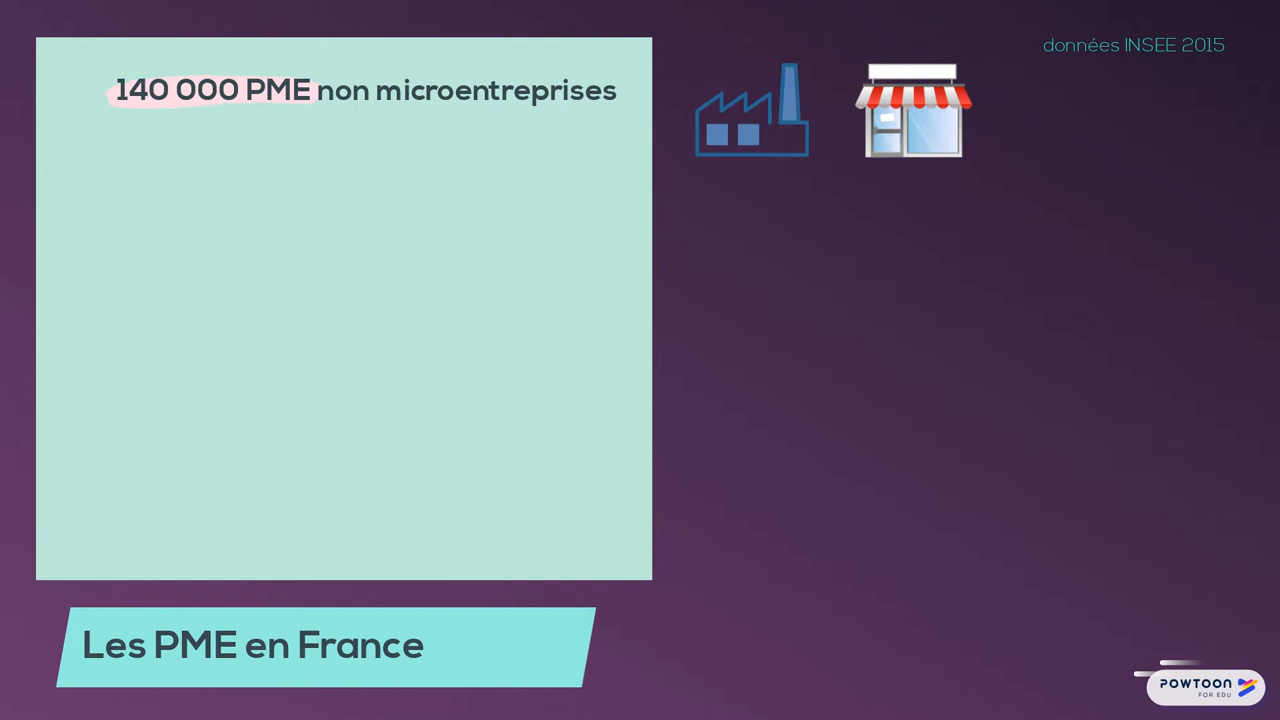 données INSEE 2015
140 000 PME non microentreprises
Les PME en France
POWTOON
FOR EDU